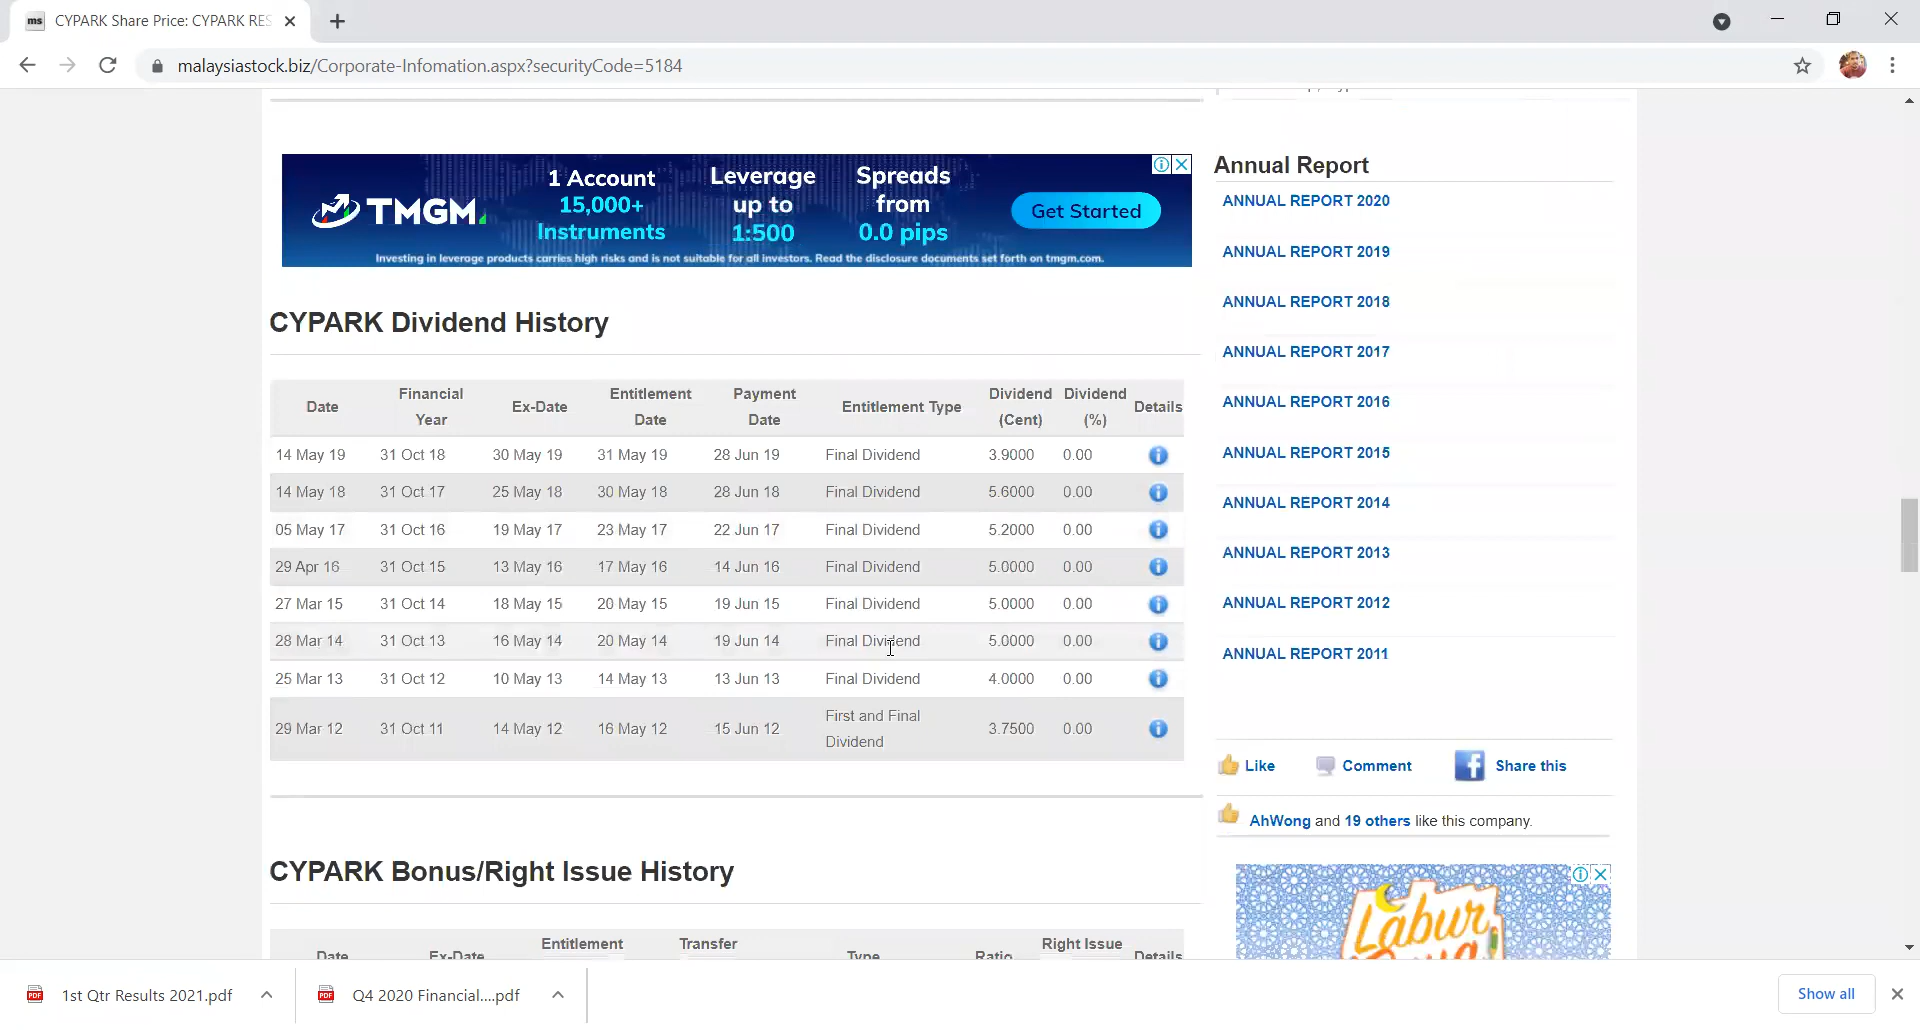 ms CYPARK Share Price: CYPARK RES
malaysiastock.biz/Corporate-Infomation.aspx?securityCode=5184
TMGM
1 Account
15,000+
Instruments
Leverage
up to
1:500
Spreads
from
0.0 pips
Get Started
Investing in leverage products carries high risks and is not suitable for all investors. Read the disclosure documents set forth on tmgm.com.
CYPARK Dividend History
Date Financial Year Ex-Date Entitlement Date Payment Date Entitlement Type Dividend (Cent) Dividend (%) Details
14 May 19 31 Oct 18 30 May 19 31 May 19 28 Jun 19 Final Dividend 3.9000 0.00
14 May 18 31 Oct 17 25 May 18 30 May 18 28 Jun 18 Final Dividend 5.6000 0.00
05 May 17 31 Oct 16 19 May 17 23 May 17 22 Jun 17 Final Dividend 5.2000 0.00
29 Apr 16 31 Oct 15 13 May 16 17 May 16 14 Jun 16 Final Dividend 5.0000 0.00
27 Mar 15 31 Oct 14 18 May 15 20 May 15 19 Jun 15 Final Dividend 5.0000 0.00
28 Mar 14 31 Oct 13 16 May 14 20 May 14 19 Jun 14 Final Dividend 5.0000 0.00
25 Mar 13 31 Oct 12 10 May 13 14 May 13 13 Jun 13 Final Dividend 4.0000 0.00
29 Mar 12 31 Oct 11 14 May 12 16 May 12 15 Jun 12 First and Final Dividend 3.7500 0.00
CYPARK Bonus/Right Issue History
Date Ex-Date Entitlement Transfer Type Ratio Right Issue Details
Annual Report
ANNUAL REPORT 2020
ANNUAL REPORT 2019
ANNUAL REPORT 2018
ANNUAL REPORT 2017
ANNUAL REPORT 2016
ANNUAL REPORT 2015
ANNUAL REPORT 2014
ANNUAL REPORT 2013
ANNUAL REPORT 2012
ANNUAL REPORT 2011
Like Comment Share this
AhWong and 19 others like this company.
Labur
1st Qtr Results 2021.pdf
Q4 2020 Financial....pdf
Show all